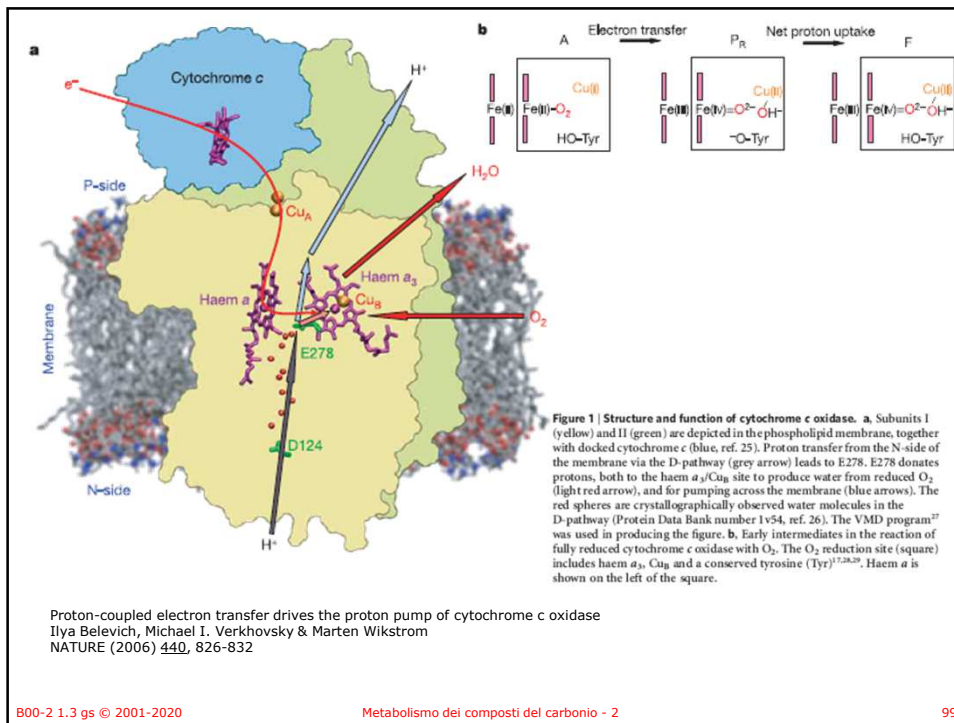 a
e–
Cytochrome c
H+
P-side
CuA
H2O
Haem a
Haem a3
CuB
O2
E278
Membrane
D124
N-side
H+
b
A
Electron transfer
PR
Net proton uptake
F
Cu(I)
Fe(II)
Fe(II)–O2
HO–Tyr
Cu(II)
Fe(III)
Fe(IV)=O2– OH–
–O–Tyr
Cu(II)
Fe(III)
Fe(IV)=O2– OH–
HO–Tyr
Figure 1 | Structure and function of cytochrome c oxidase. a, Subunits I
(yellow) and II (green) are depicted in the phospholipid membrane, together
with docked cytochrome c (blue, ref. 25). Proton transfer from the N-side of
the membrane via the D-pathway (grey arrow) leads to E278. E278 donates
protons, both to the haem a3/CuB site to produce water from reduced O2
(light red arrow), and for pumping across the membrane (blue arrows). The
red spheres are crystallographically observed water molecules in the
D-pathway (Protein Data Bank number 1v54, ref. 26). The VMD program27
was used in producing the figure. b, Early intermediates in the reaction of
fully reduced cytochrome c oxidase with O2. The O2 reduction site (square)
includes haem a3, CuB and a conserved tyrosine (Tyr)17,28,29. Haem a is
shown on the left of the square.
Proton-coupled electron transfer drives the proton pump of cytochrome c oxidase
Ilya Belevich, Michael I. Verkhovsky & Marten Wikstrom
NATURE (2006) 440, 826-832
B00-2 1.3 gs © 2001-2020
Metabolismo dei composti del carbonio - 2
99